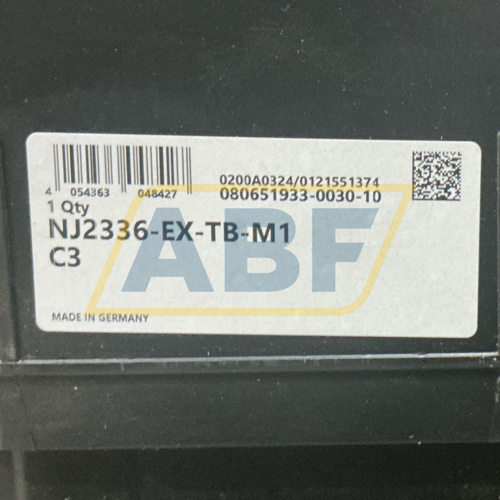 0200A0324/0121551374
4 054363 048427
080651933-0030-10
1 Qty
NJ2336-EX-TB-M1
C3
ABF
MADE IN GERMANY